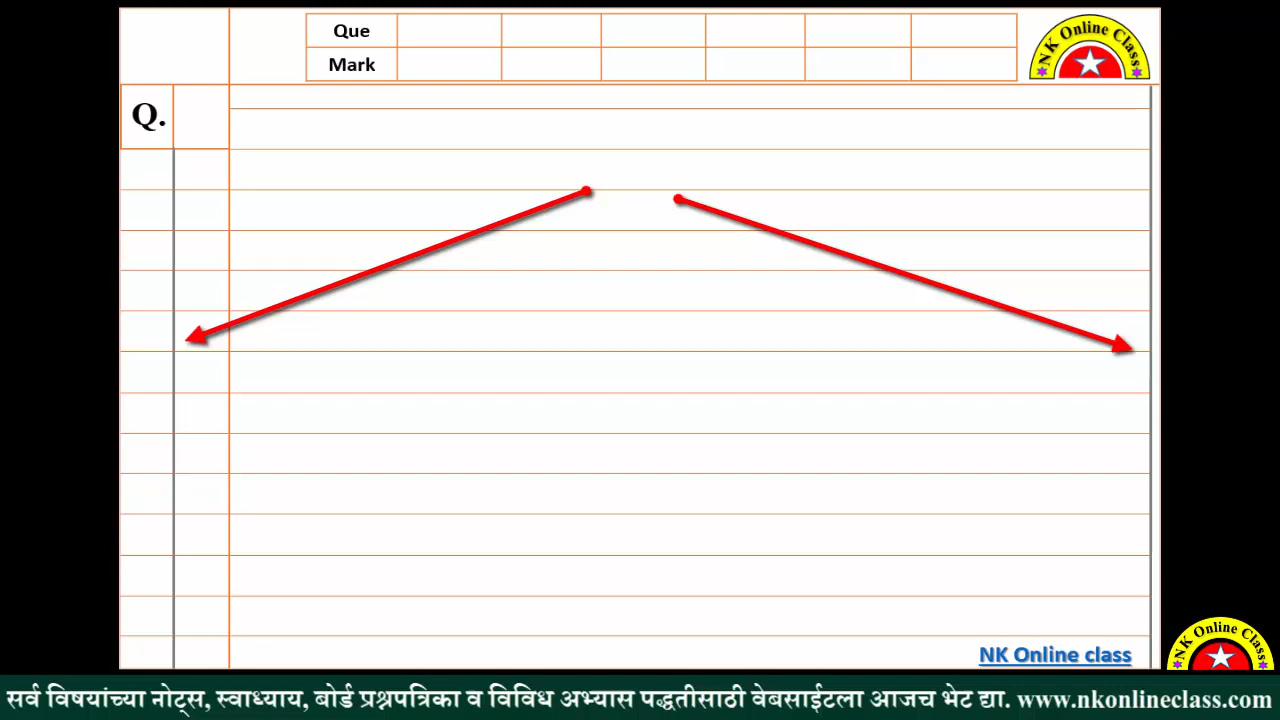 Que
Mark
NK Online Class
Q.
NK Online class
NK Online Class
सर्व विषयांच्या नोट्स, स्वाध्याय, बोर्ड प्रश्नपत्रिका व विविध अभ्यास पद्धतीसाठी वेबसाईटला आजच भेट द्या. www.nkonlineclass.com